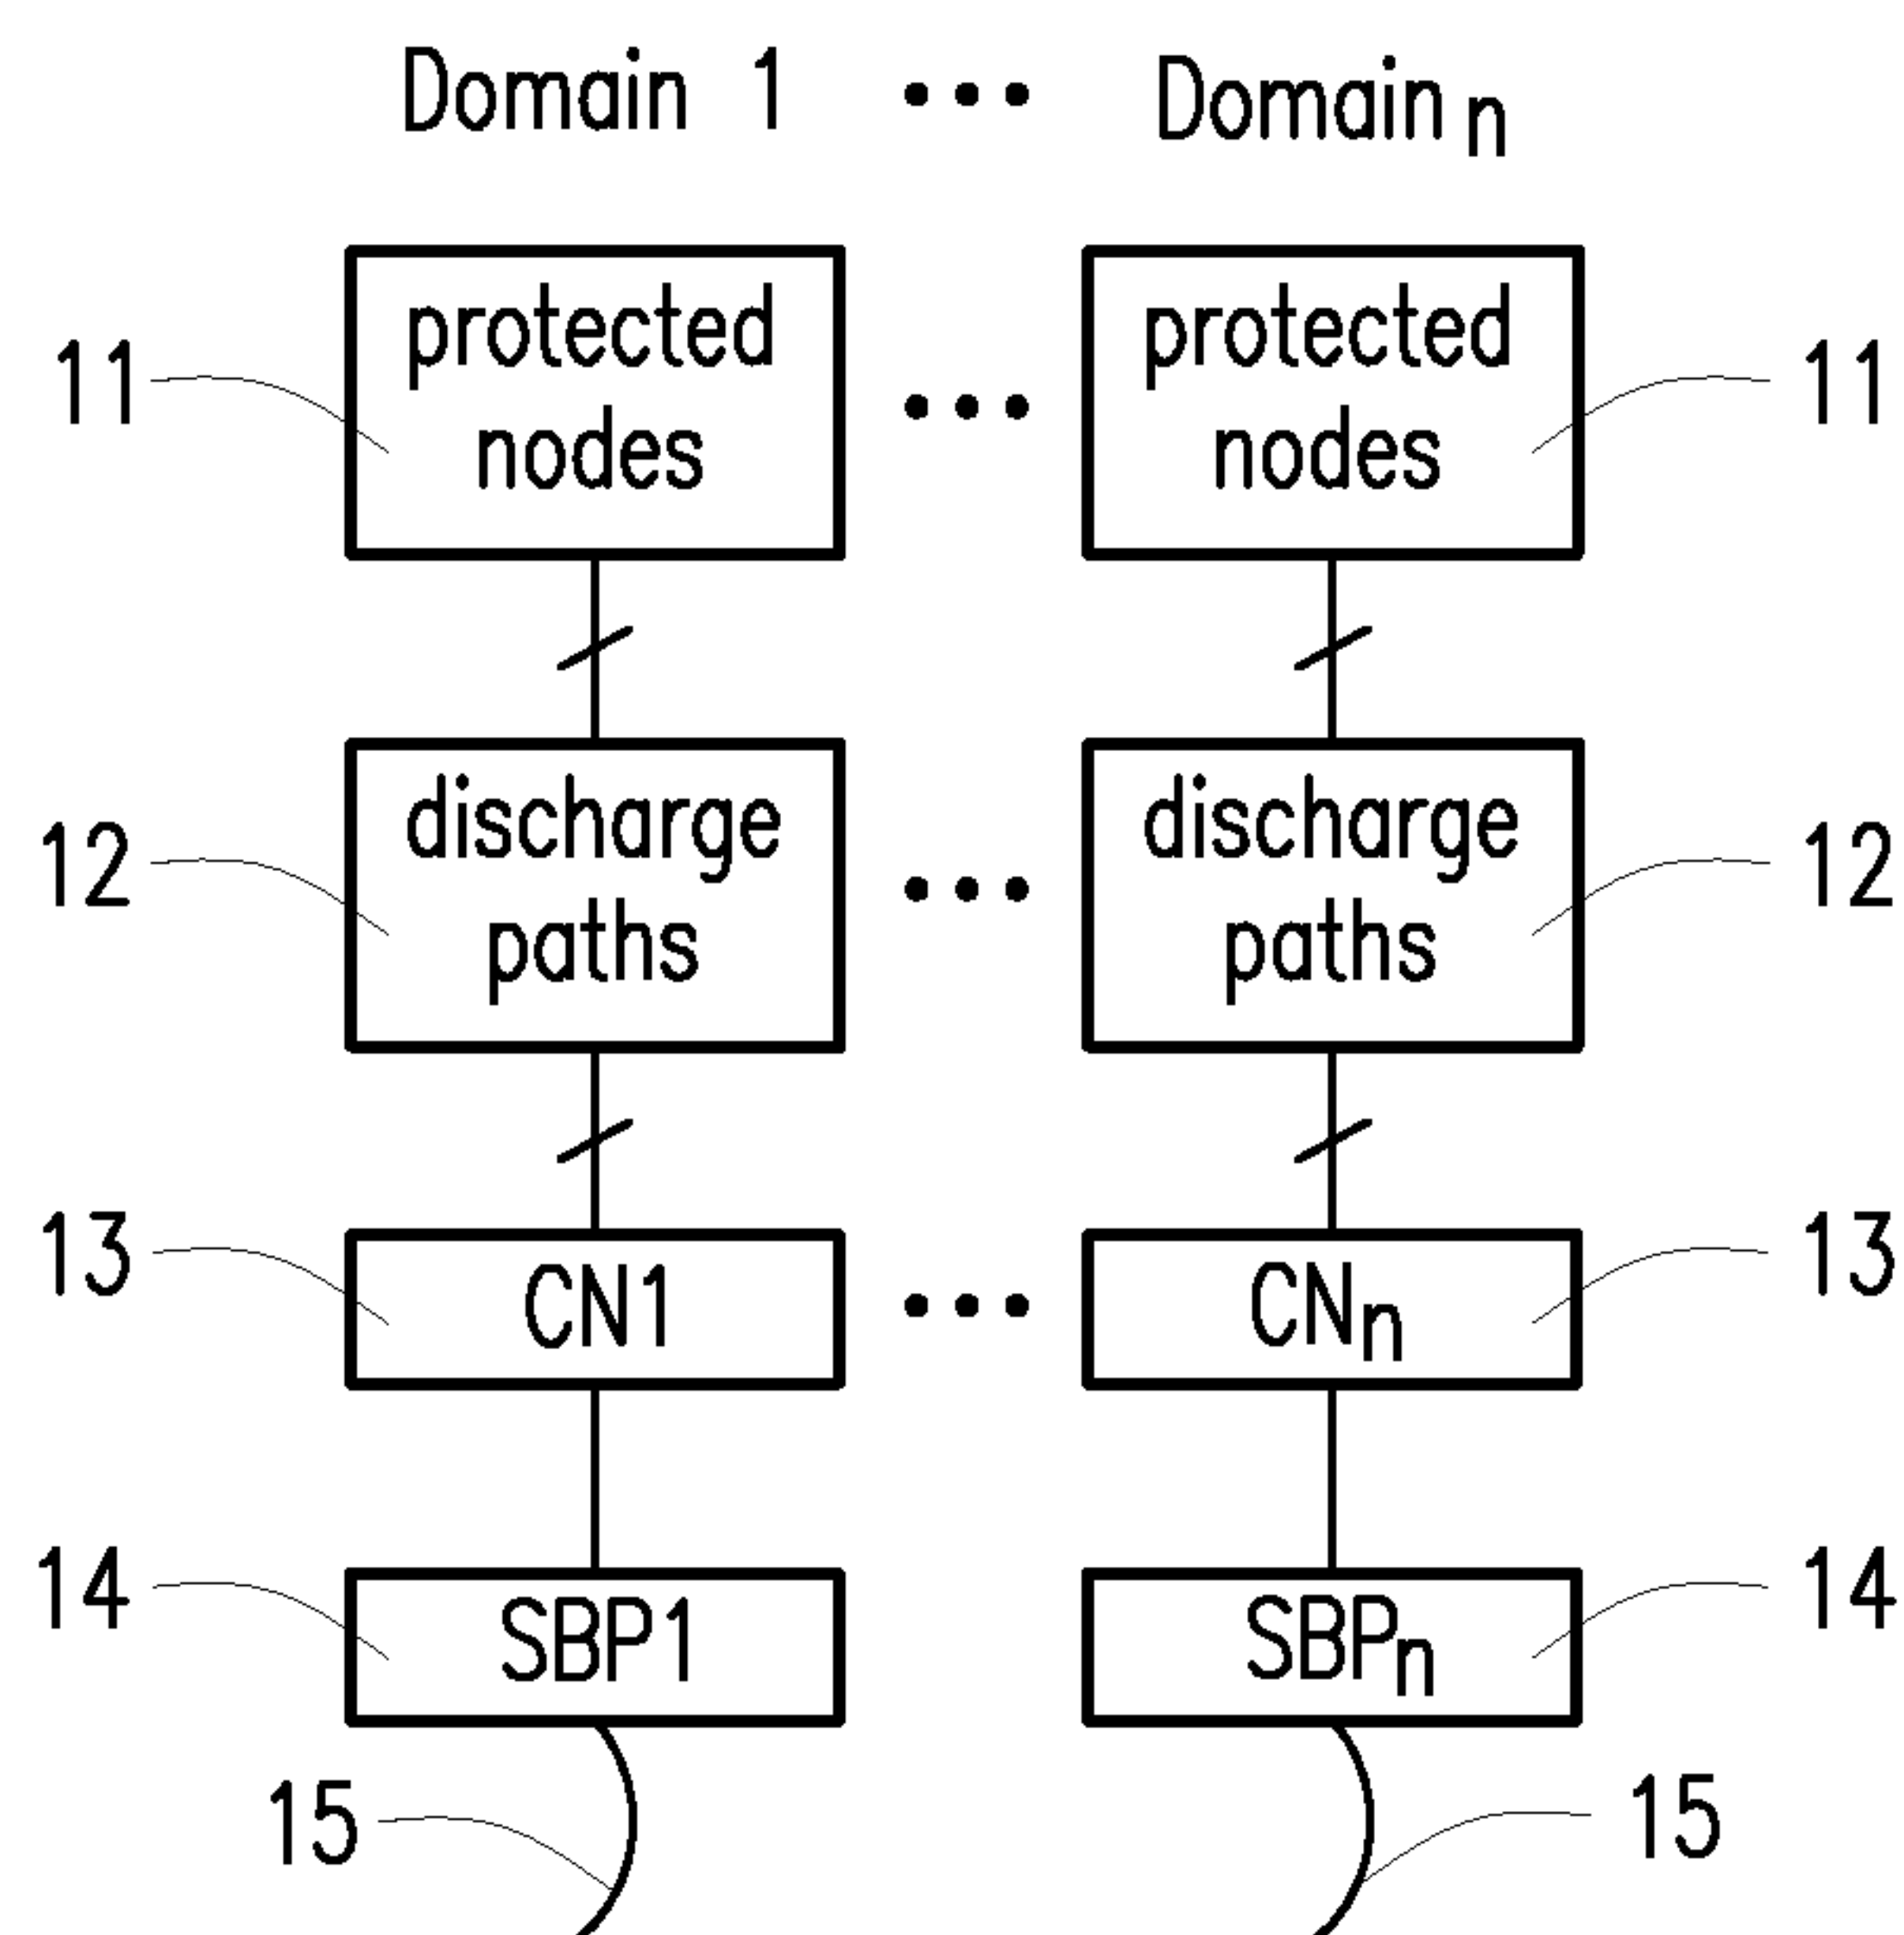 Domain 1 ••• Domain n
11 protected nodes ••• protected nodes 11
12 discharge paths ••• discharge paths 12
13 CN1 ••• CNn 13
14 SBP1 SBPn 14
15 15